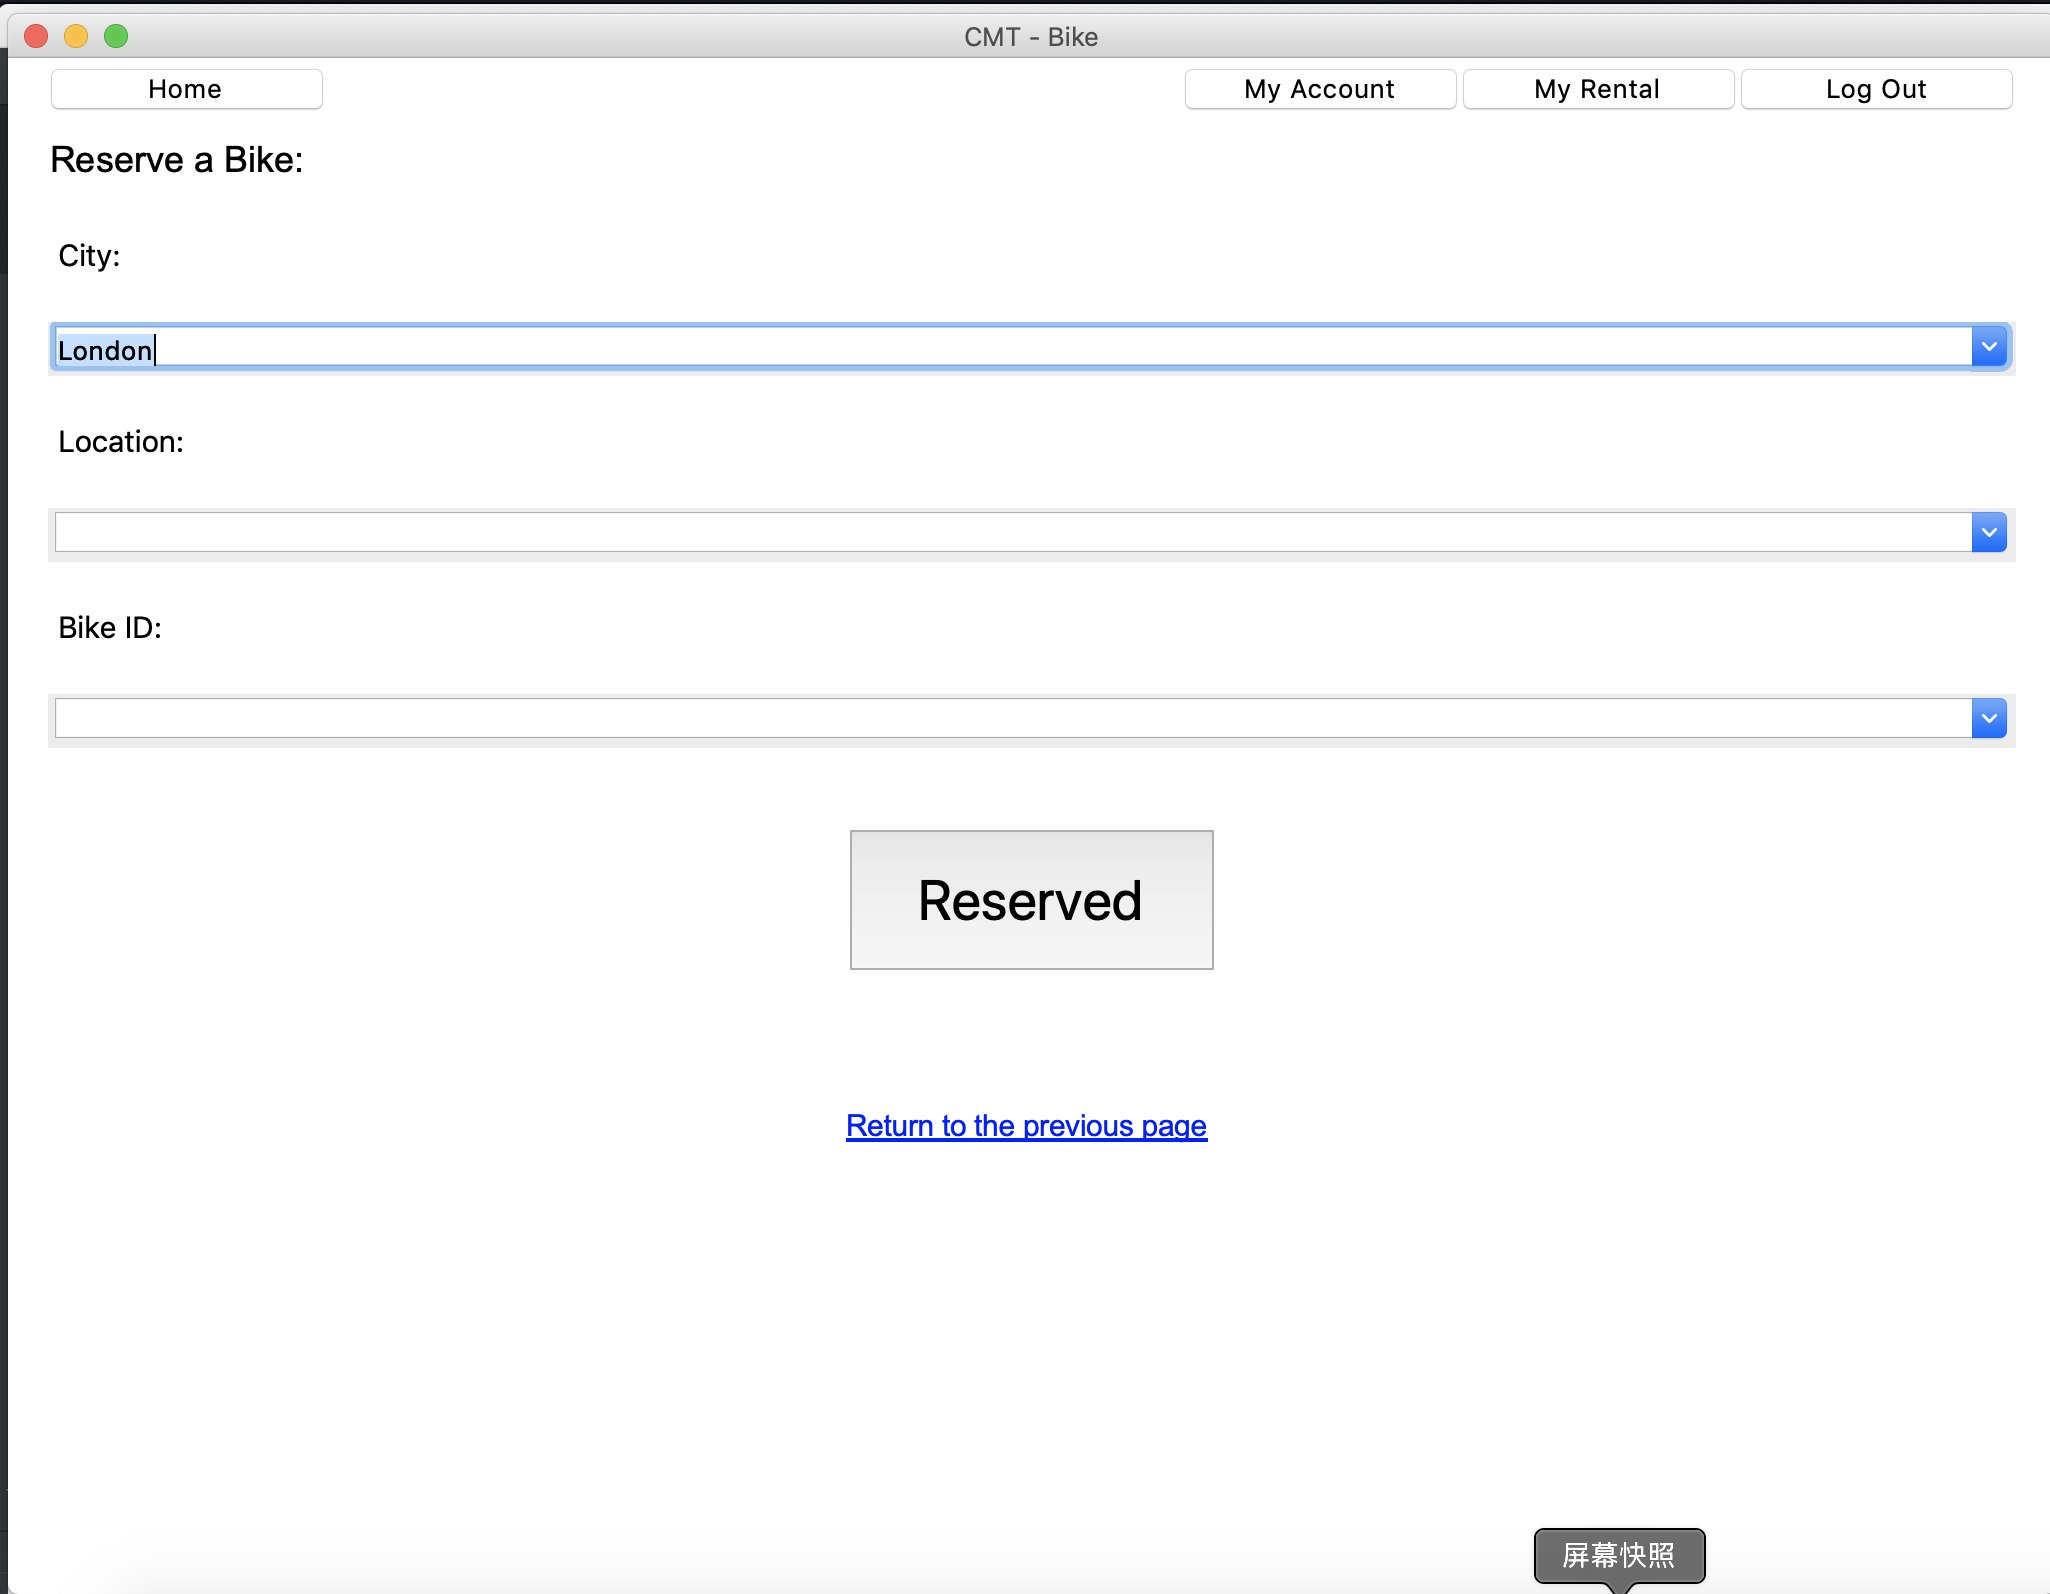 CMT - Bike
Home
My Account
My Rental
Log Out
Reserve a Bike:
City:
London
Location:
Bike ID:
Reserved
Return to the previous page
屏幕快照